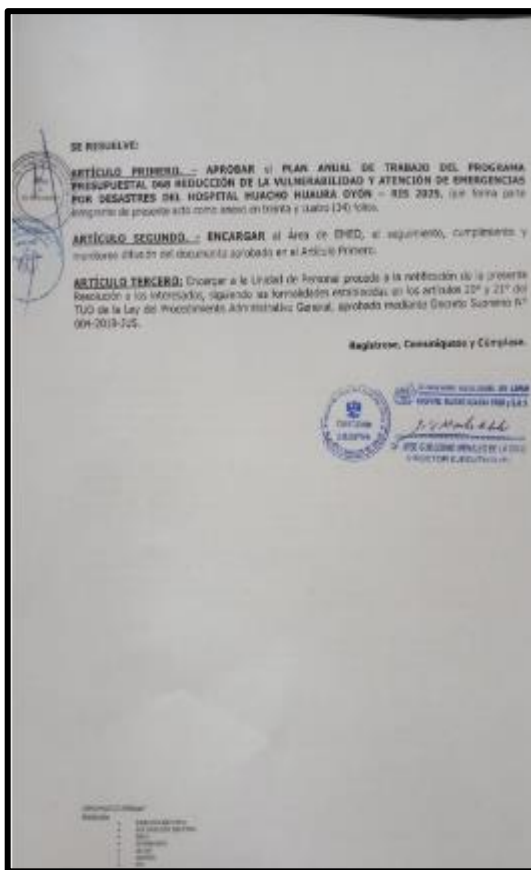 SE RESUELVE:
ARTÍCULO PRIMERO. – APROBAR el PLAN ANUAL DE TRABAJO DEL PROGRAMA
PRESUPUESTAL 068 REDUCCIÓN DE LA VULNERABILIDAD Y ATENCIÓN DE EMERGENCIAS
POR DESASTRES DEL HOSPITAL HUACHO HUAURA OYÓN – RIS 2025, que forma parte
integrante de presente acto como anexo en treinta y cuatro (34) folios.
ARTÍCULO SEGUNDO. – ENCARGAR al Área de EMED, el seguimiento, cumplimiento y
monitoreo difusión del documento aprobado en el Artículo Primero.
ARTÍCULO TERCERO: Encargar a la Unidad de Personal proceda a la notificación de la presente
Resolución a los interesados, siguiendo las formalidades establecidas en los artículos 20° y 21° del
TUO de la Ley del Procedimiento Administrativo General, aprobado mediante Decreto Supremo N°
004-2019-JUS.
Regístrese, Comuníquese y Cúmplase.
DIRECTOR EJECUTIVO